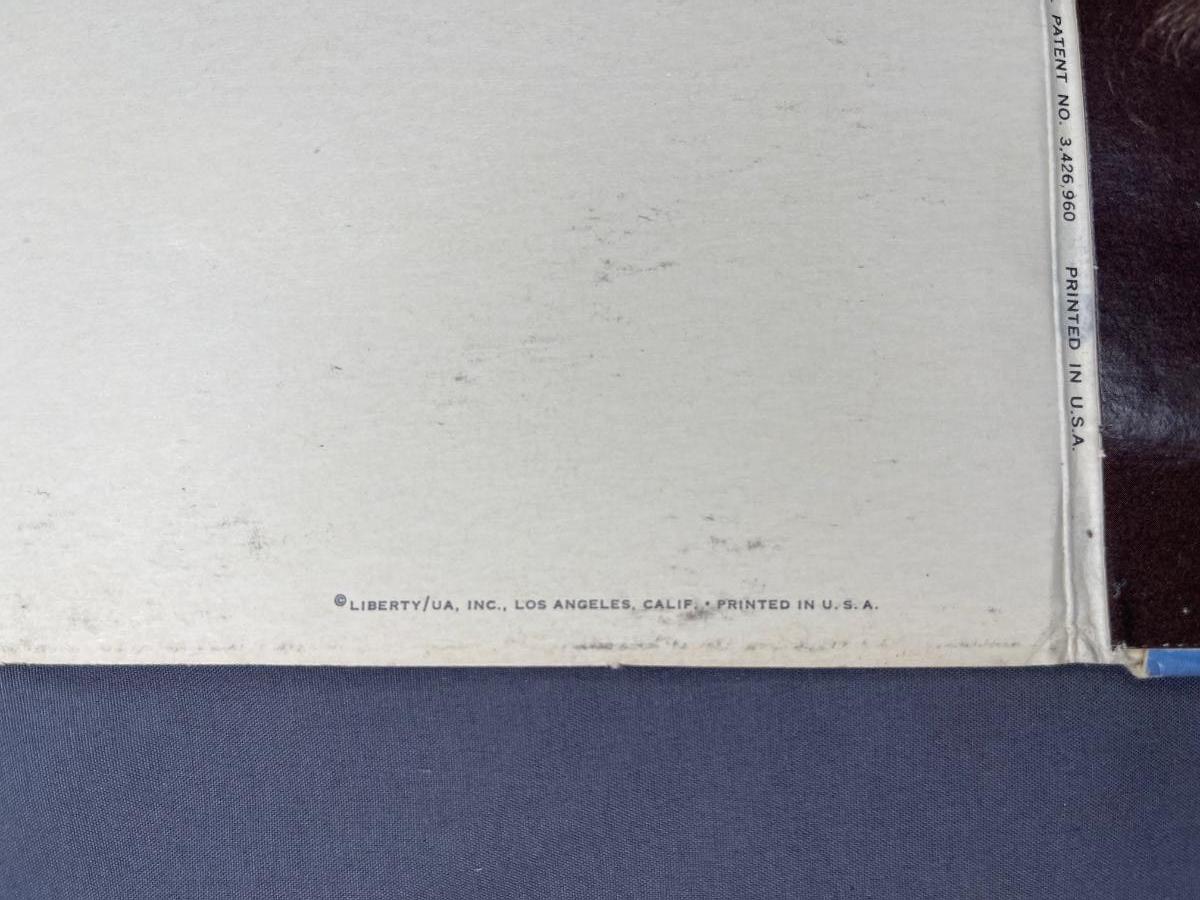 PATENT NO. 3,426,960 PRINTED IN U.S.A.
©LIBERTY/UA, INC., LOS ANGELES, CALIF. • PRINTED IN U.S.A.